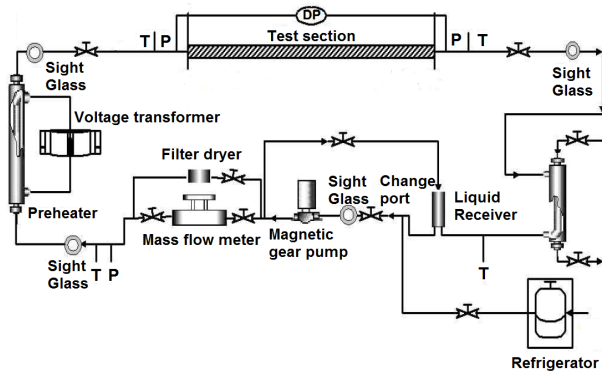 DP
T P
Test section
P T
Sight
Glass
Sight
Glass
Voltage transformer
Filter dryer
Sight
Glass
Change
port
Liquid
Receiver
Preheater
Mass flow meter
Magnetic
gear pump
Sight
Glass
T P
T
Refrigerator